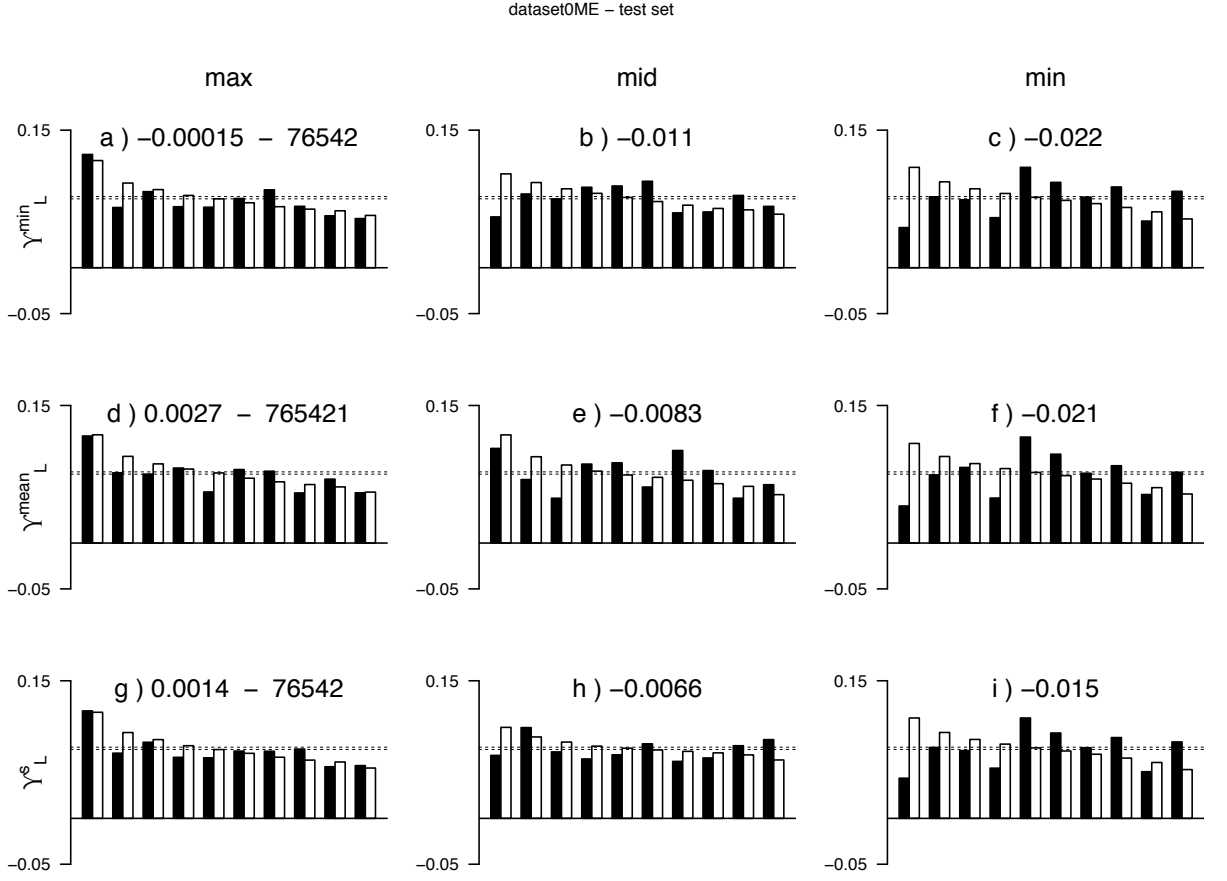 dataset0ME − test set
max
mid
min
a ) −0.00015 − 76542
b ) −0.011
c ) −0.022
0.15
0.15
0.15
ϒ^min_L
−0.05
−0.05
−0.05
d ) 0.0027 − 765421
e ) −0.0083
f ) −0.021
0.15
0.15
0.15
ϒ^mean_L
−0.05
−0.05
−0.05
g ) 0.0014 − 76542
h ) −0.0066
i ) −0.015
0.15
0.15
0.15
ϒ^s_L
−0.05
−0.05
−0.05